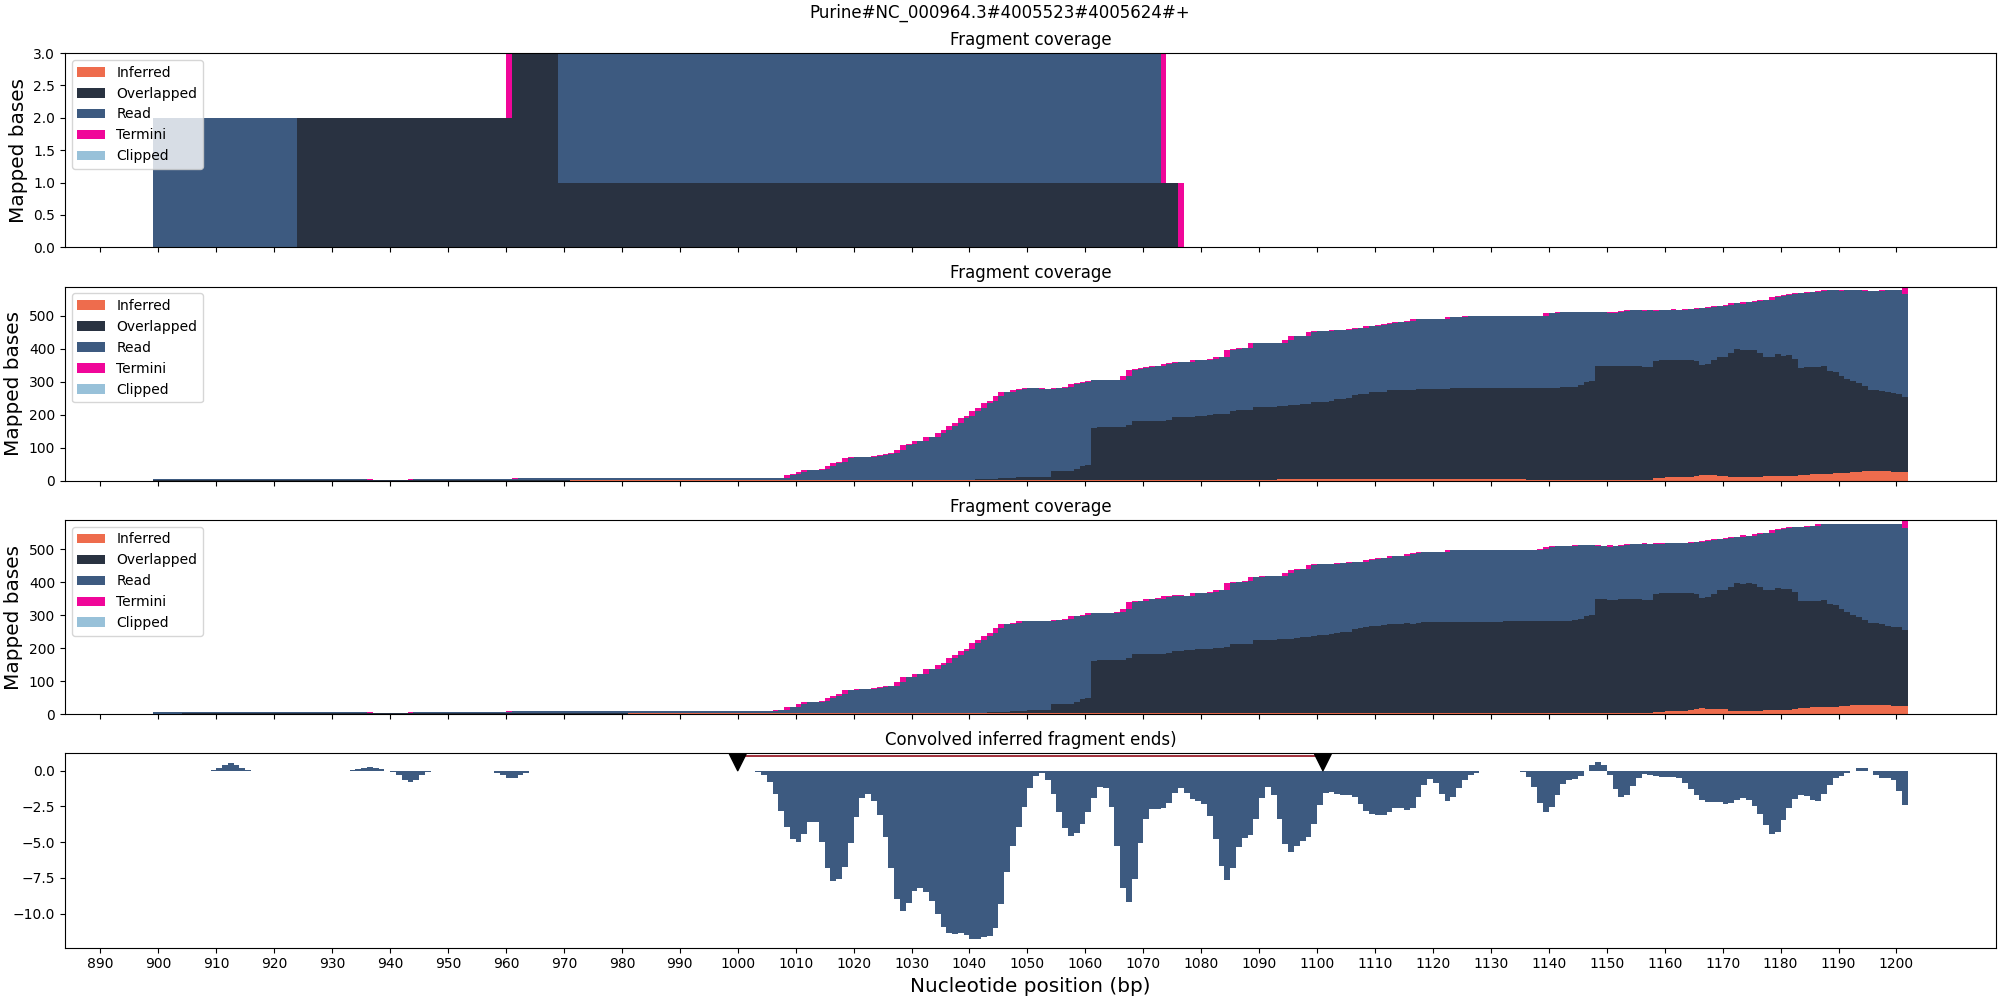 Purine#NC_000964.3#4005523#4005624#+
Fragment coverage
Mapped bases
3.0
2.5
2.0
1.5
1.0
0.5
0.0
Inferred
Overlapped
Read
Termini
Clipped
Fragment coverage
Mapped bases
500
400
300
200
100
0
Inferred
Overlapped
Read
Termini
Clipped
Fragment coverage
Mapped bases
500
400
300
200
100
0
Inferred
Overlapped
Read
Termini
Clipped
Convolved inferred fragment ends)
0.0
−2.5
−5.0
−7.5
−10.0
890 900 910 920 930 940 950 960 970 980 990 1000 1010 1020 1030 1040 1050 1060 1070 1080 1090 1100 1110 1120 1130 1140 1150 1160 1170 1180 1190 1200
Nucleotide position (bp)